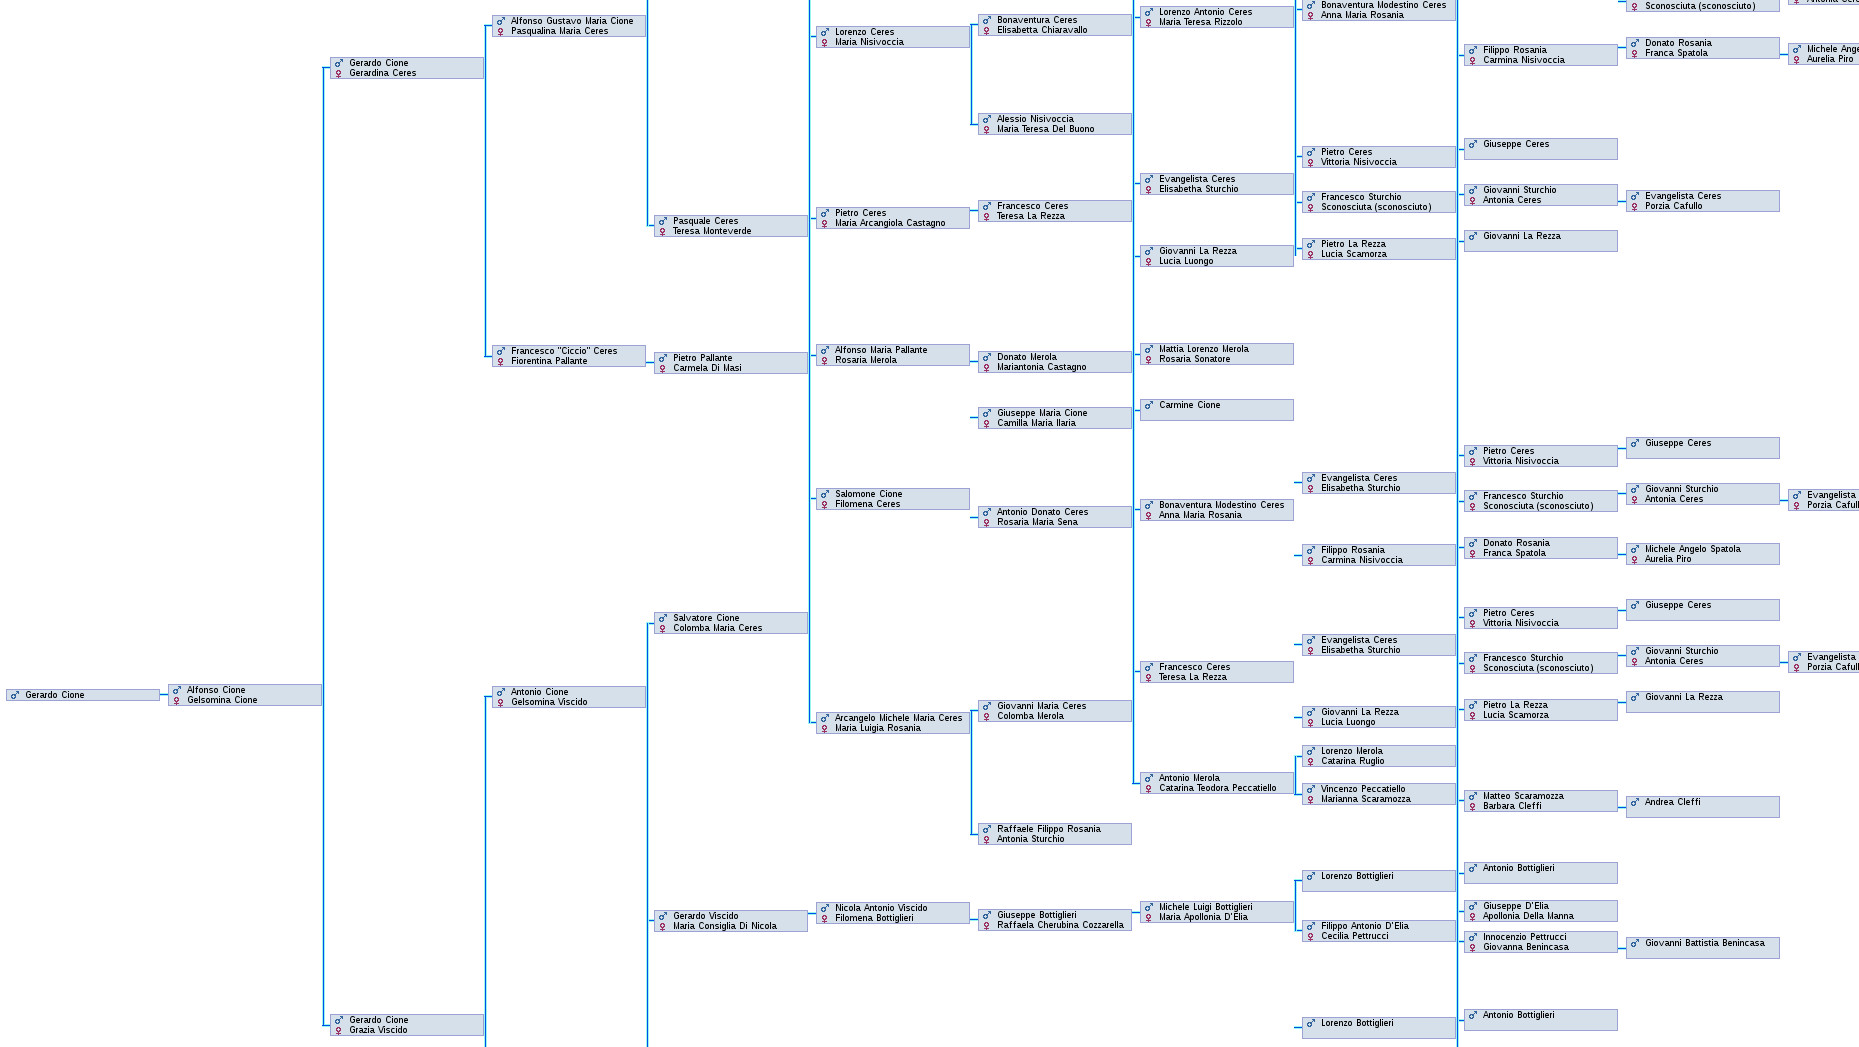 Gerardo Cione
Alfonso Cione
Gelsomina Cione
Gerardo Cione
Gerardina Ceres
Gerardo Cione
Grazia Viscido
Alfonso Gustavo Maria Cione
Pasqualina Maria Ceres
Francesco "Ciccio" Ceres
Fiorentina Pallante
Antonio Cione
Gelsomina Viscido
Pasquale Ceres
Teresa Monteverde
Pietro Pallante
Carmela Di Masi
Salvatore Cione
Colomba Maria Ceres
Gerardo Viscido
Maria Consiglia Di Nicola
Lorenzo Ceres
Maria Nisivoccia
Pietro Ceres
Maria Arcangiola Castagno
Alfonso Maria Pallante
Rosaria Merola
Salomone Cione
Filomena Ceres
Arcangelo Michele Maria Ceres
Maria Luigia Rosania
Nicola Antonio Viscido
Filomena Bottiglieri
Bonaventura Ceres
Elisabetta Chiaravallo
Alessio Nisivoccia
Maria Teresa Del Buono
Francesco Ceres
Teresa La Rezza
Donato Merola
Mariantonia Castagno
Giuseppe Maria Cione
Camilla Maria Ilaria
Antonio Donato Ceres
Rosaria Maria Sena
Giovanni Maria Ceres
Colomba Merola
Raffaele Filippo Rosania
Antonia Sturchio
Giuseppe Bottiglieri
Raffaela Cherubina Cozzarella
Lorenzo Antonio Ceres
Maria Teresa Rizzolo
Evangelista Ceres
Elisabetha Sturchio
Giovanni La Rezza
Lucia Luongo
Mattia Lorenzo Merola
Rosaria Sonatore
Carmine Cione
Bonaventura Modestino Ceres
Anna Maria Rosania
Francesco Ceres
Teresa La Rezza
Antonio Merola
Catarina Teodora Peccatiello
Michele Luigi Bottiglieri
Maria Apollonia D'Elia
Bonaventura Modestino Ceres
Anna Maria Rosania
Pietro Ceres
Vittoria Nisivoccia
Francesco Sturchio
Sconosciuta (sconosciuto)
Pietro La Rezza
Lucia Scamorza
Evangelista Ceres
Elisabetha Sturchio
Filippo Rosania
Carmina Nisivoccia
Evangelista Ceres
Elisabetha Sturchio
Giovanni La Rezza
Lucia Luongo
Lorenzo Merola
Catarina Ruglio
Vincenzo Peccatiello
Marianna Scaramozza
Lorenzo Bottiglieri
Filippo Antonio D'Elia
Cecilia Pettrucci
Lorenzo Bottiglieri
Filippo Rosania
Carmina Nisivoccia
Giuseppe Ceres
Giovanni Sturchio
Antonia Ceres
Giovanni La Rezza
Pietro Ceres
Vittoria Nisivoccia
Francesco Sturchio
Sconosciuta (sconosciuto)
Donato Rosania
Franca Spatola
Pietro Ceres
Vittoria Nisivoccia
Francesco Sturchio
Sconosciuta (sconosciuto)
Pietro La Rezza
Lucia Scamorza
Matteo Scaramozza
Barbara Cleffi
Antonio Bottiglieri
Giuseppe D'Elia
Apollonia Della Manna
Innocenzio Pettrucci
Giovanna Benincasa
Antonio Bottiglieri
Sconosciuta (sconosciuto)
Donato Rosania
Franca Spatola
Evangelista Ceres
Porzia Cafullo
Giuseppe Ceres
Giovanni Sturchio
Antonia Ceres
Michele Angelo Spatola
Aurelia Piro
Giuseppe Ceres
Giovanni Sturchio
Antonia Ceres
Giovanni La Rezza
Andrea Cleffi
Giovanni Battistia Benincasa
Michele Ange
Aurelia Piro
Evangelista
Porzia Cafull
Evangelista
Porzia Cafull